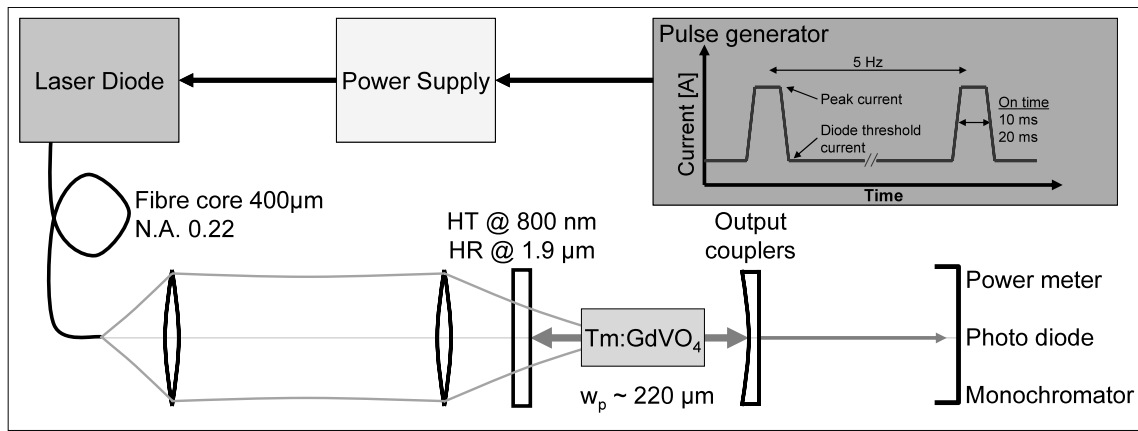 Pulse generator
Laser Diode
Power Supply
Current [A]
5 Hz
Peak current
On time
10 ms
20 ms
Diode threshold
current
Time
Fibre core 400µm
N.A. 0.22
HT @ 800 nm
HR @ 1.9 µm
Output
couplers
Power meter
Tm:GdVO₄
Photo diode
wₚ ~ 220 µm
Monochromator